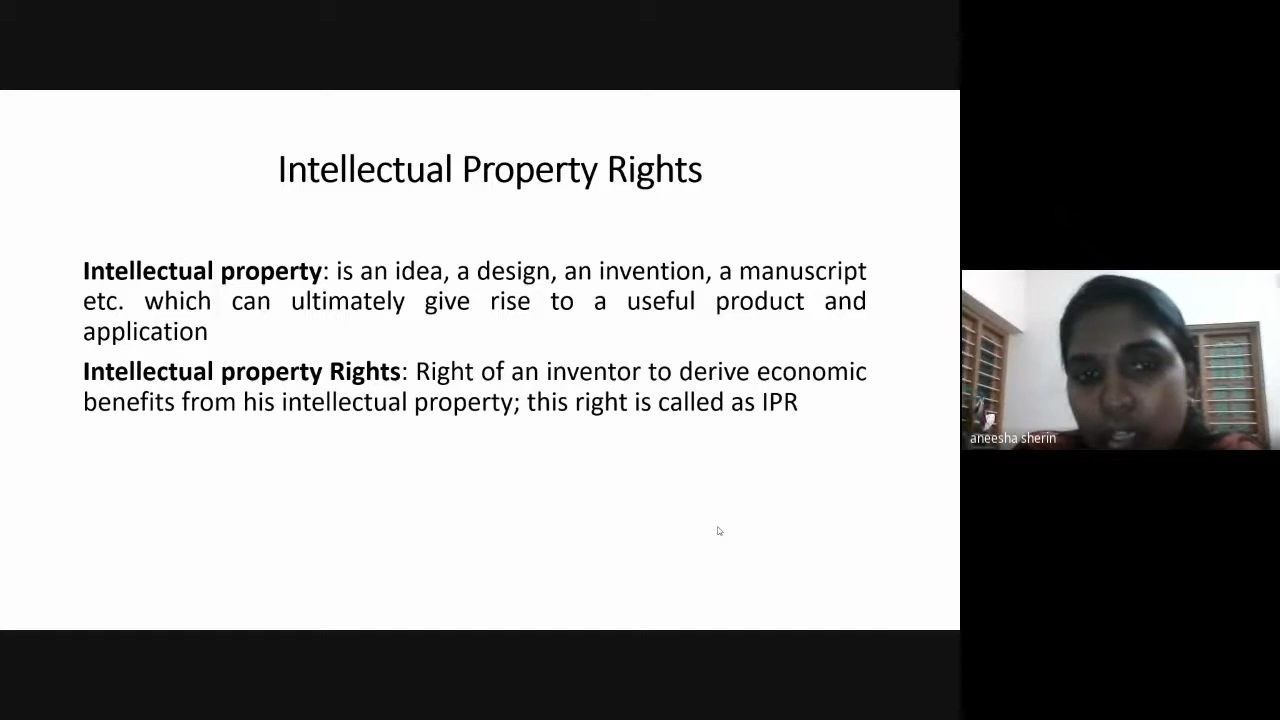 Intellectual Property Rights
Intellectual property: is an idea, a design, an invention, a manuscript
etc. which can ultimately give rise to a useful product and
application
Intellectual property Rights: Right of an inventor to derive economic
benefits from his intellectual property; this right is called as IPR
aneesha sherin